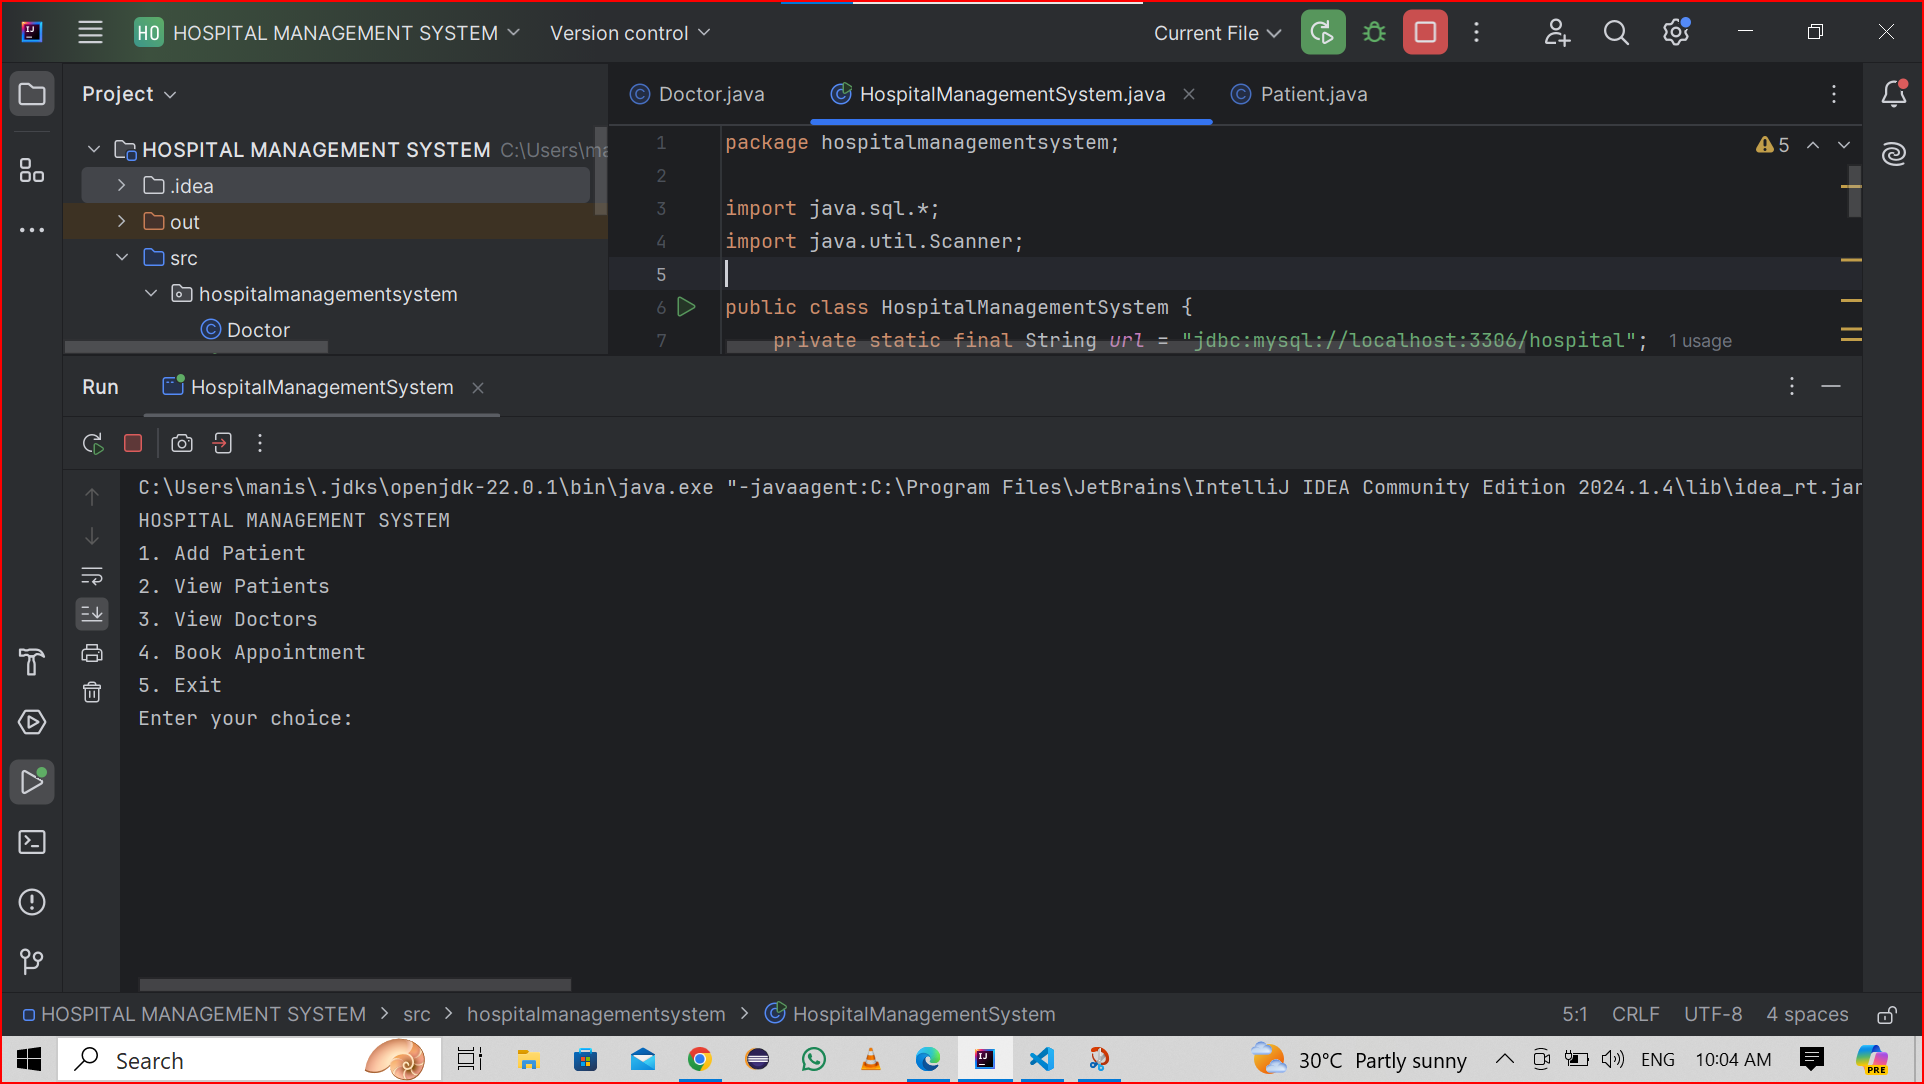 HO HOSPITAL MANAGEMENT SYSTEM Version control Current File
Project
Doctor.java HospitalManagementSystem.java Patient.java
HOSPITAL MANAGEMENT SYSTEM C:\Users\ma
.idea
out
src
hospitalmanagementsystem
Doctor
1 package hospitalmanagementsystem; 5
2
3 import java.sql.*;
4 import java.util.Scanner;
5
6 public class HospitalManagementSystem {
7 private static final String url = "jdbc:mysql://localhost:3306/hospital"; 1 usage
Run HospitalManagementSystem
C:\Users\manis\.jdks\openjdk-22.0.1\bin\java.exe "-javaagent:C:\Program Files\JetBrains\IntelliJ IDEA Community Edition 2024.1.4\lib\idea_rt.jar
HOSPITAL MANAGEMENT SYSTEM
1. Add Patient
2. View Patients
3. View Doctors
4. Book Appointment
5. Exit
Enter your choice:
HOSPITAL MANAGEMENT SYSTEM > src > hospitalmanagementsystem > HospitalManagementSystem 5:1 CRLF UTF-8 4 spaces
Search 30°C Partly sunny ENG 10:04 AM PRE